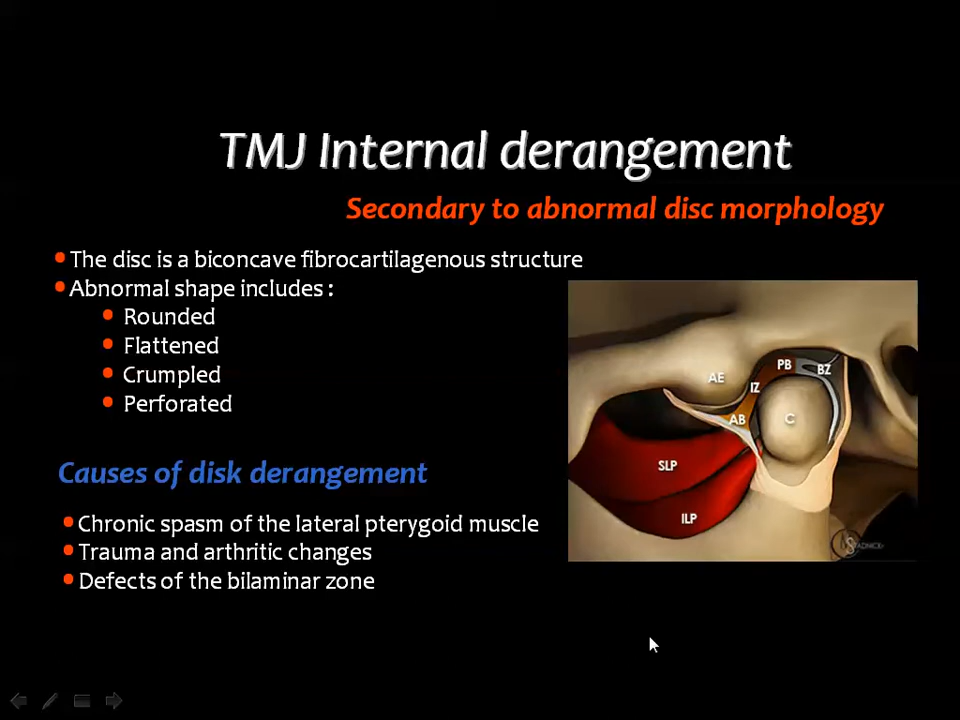 TMJ Internal derangement
Secondary to abnormal disc morphology
The disc is a biconcave fibrocartilagenous structure
Abnormal shape includes :
Rounded
Flattened
Crumpled
Perforated
AE
IZ
PB
BZ
AB
C
SLP
ILP
Causes of disk derangement
Chronic spasm of the lateral pterygoid muscle
Trauma and arthritic changes
Defects of the bilaminar zone